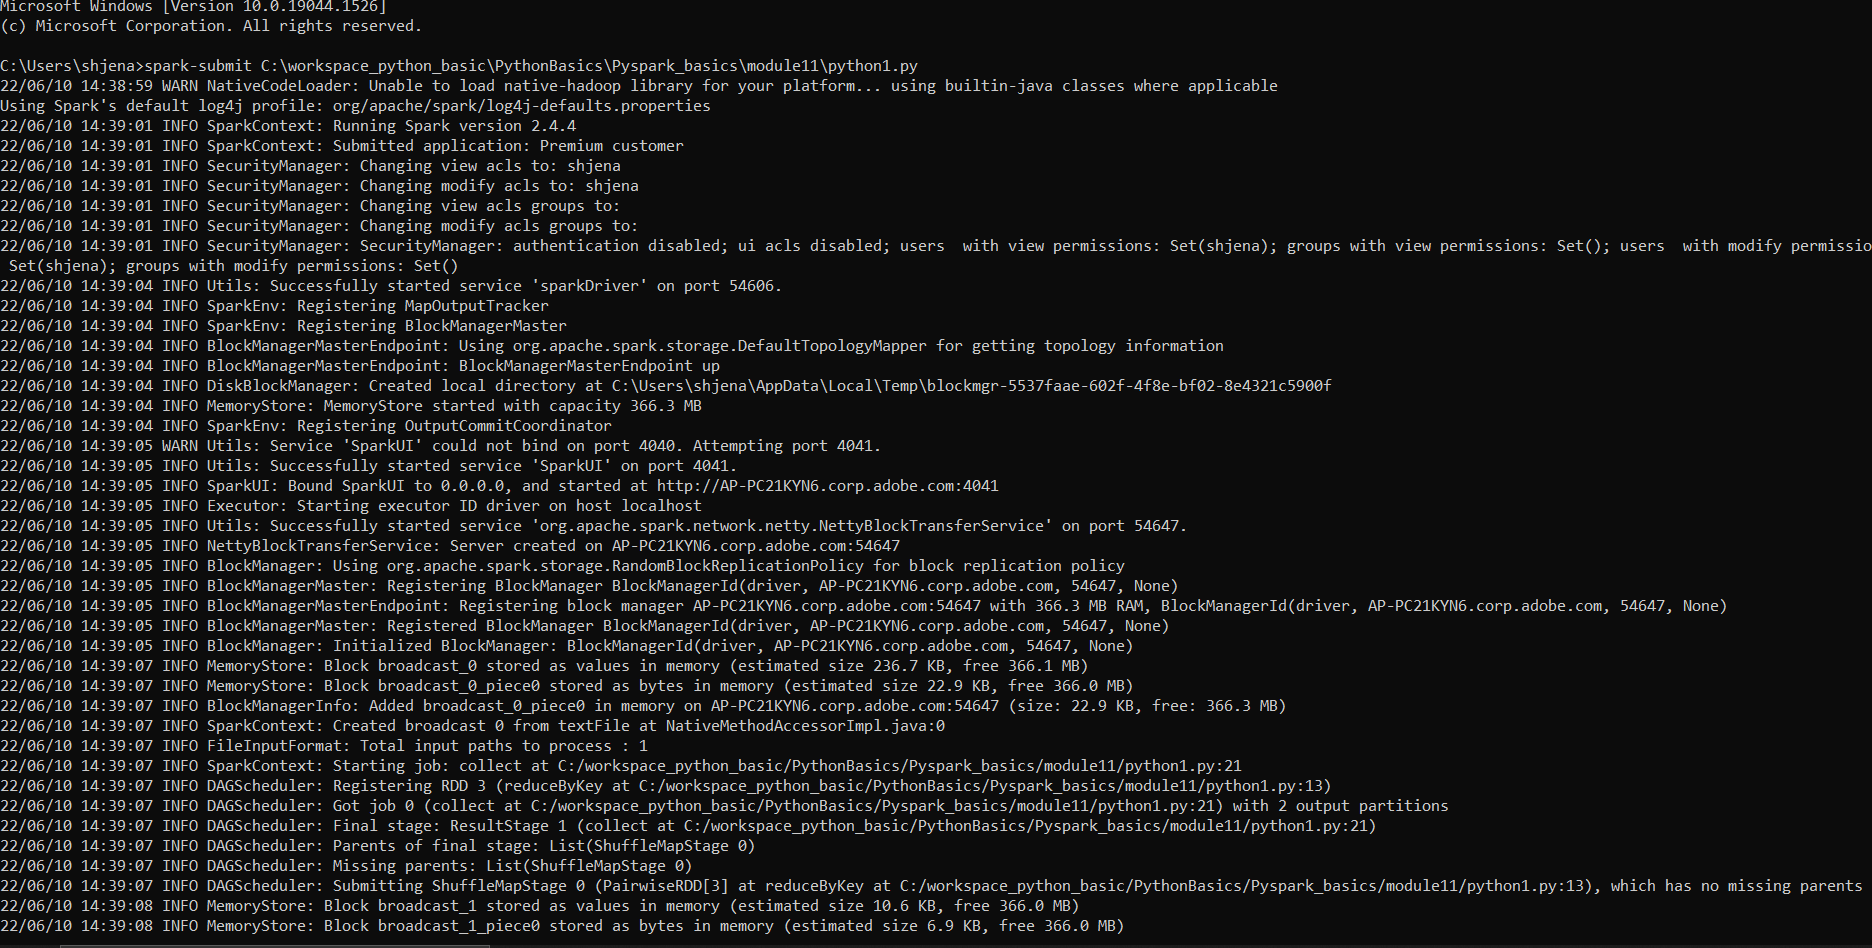 Microsoft Windows [Version 10.0.19044.1526]
(c) Microsoft Corporation. All rights reserved.
C:\Users\shjena>spark-submit C:\workspace_python_basic\PythonBasics\Pyspark_basics\module11\python1.py
22/06/10 14:38:59 WARN NativeCodeLoader: Unable to load native-hadoop library for your platform... using builtin-java classes where applicable
Using Spark's default log4j profile: org/apache/spark/log4j-defaults.properties
22/06/10 14:39:01 INFO SparkContext: Running Spark version 2.4.4
22/06/10 14:39:01 INFO SparkContext: Submitted application: Premium customer
22/06/10 14:39:01 INFO SecurityManager: Changing view acls to: shjena
22/06/10 14:39:01 INFO SecurityManager: Changing modify acls to: shjena
22/06/10 14:39:01 INFO SecurityManager: Changing view acls groups to:
22/06/10 14:39:01 INFO SecurityManager: Changing modify acls groups to:
22/06/10 14:39:01 INFO SecurityManager: SecurityManager: authentication disabled; ui acls disabled; users  with view permissions: Set(shjena); groups with view permissions: Set(); users  with modify permissio
 Set(shjena); groups with modify permissions: Set()
22/06/10 14:39:04 INFO Utils: Successfully started service 'sparkDriver' on port 54606.
22/06/10 14:39:04 INFO SparkEnv: Registering MapOutputTracker
22/06/10 14:39:04 INFO SparkEnv: Registering BlockManagerMaster
22/06/10 14:39:04 INFO BlockManagerMasterEndpoint: Using org.apache.spark.storage.DefaultTopologyMapper for getting topology information
22/06/10 14:39:04 INFO BlockManagerMasterEndpoint: BlockManagerMasterEndpoint up
22/06/10 14:39:04 INFO DiskBlockManager: Created local directory at C:\Users\shjena\AppData\Local\Temp\blockmgr-5537faae-602f-4f8e-bf02-8e4321c5900f
22/06/10 14:39:04 INFO MemoryStore: MemoryStore started with capacity 366.3 MB
22/06/10 14:39:04 INFO SparkEnv: Registering OutputCommitCoordinator
22/06/10 14:39:05 WARN Utils: Service 'SparkUI' could not bind on port 4040. Attempting port 4041.
22/06/10 14:39:05 INFO Utils: Successfully started service 'SparkUI' on port 4041.
22/06/10 14:39:05 INFO SparkUI: Bound SparkUI to 0.0.0.0, and started at http://AP-PC21KYN6.corp.adobe.com:4041
22/06/10 14:39:05 INFO Executor: Starting executor ID driver on host localhost
22/06/10 14:39:05 INFO Utils: Successfully started service 'org.apache.spark.network.netty.NettyBlockTransferService' on port 54647.
22/06/10 14:39:05 INFO NettyBlockTransferService: Server created on AP-PC21KYN6.corp.adobe.com:54647
22/06/10 14:39:05 INFO BlockManager: Using org.apache.spark.storage.RandomBlockReplicationPolicy for block replication policy
22/06/10 14:39:05 INFO BlockManagerMaster: Registering BlockManager BlockManagerId(driver, AP-PC21KYN6.corp.adobe.com, 54647, None)
22/06/10 14:39:05 INFO BlockManagerMasterEndpoint: Registering block manager AP-PC21KYN6.corp.adobe.com:54647 with 366.3 MB RAM, BlockManagerId(driver, AP-PC21KYN6.corp.adobe.com, 54647, None)
22/06/10 14:39:05 INFO BlockManagerMaster: Registered BlockManager BlockManagerId(driver, AP-PC21KYN6.corp.adobe.com, 54647, None)
22/06/10 14:39:05 INFO BlockManager: Initialized BlockManager: BlockManagerId(driver, AP-PC21KYN6.corp.adobe.com, 54647, None)
22/06/10 14:39:07 INFO MemoryStore: Block broadcast_0 stored as values in memory (estimated size 236.7 KB, free 366.1 MB)
22/06/10 14:39:07 INFO MemoryStore: Block broadcast_0_piece0 stored as bytes in memory (estimated size 22.9 KB, free 366.0 MB)
22/06/10 14:39:07 INFO BlockManagerInfo: Added broadcast_0_piece0 in memory on AP-PC21KYN6.corp.adobe.com:54647 (size: 22.9 KB, free: 366.3 MB)
22/06/10 14:39:07 INFO SparkContext: Created broadcast 0 from textFile at NativeMethodAccessorImpl.java:0
22/06/10 14:39:07 INFO FileInputFormat: Total input paths to process : 1
22/06/10 14:39:07 INFO SparkContext: Starting job: collect at C:/workspace_python_basic/PythonBasics/Pyspark_basics/module11/python1.py:21
22/06/10 14:39:07 INFO DAGScheduler: Registering RDD 3 (reduceByKey at C:/workspace_python_basic/PythonBasics/Pyspark_basics/module11/python1.py:13)
22/06/10 14:39:07 INFO DAGScheduler: Got job 0 (collect at C:/workspace_python_basic/PythonBasics/Pyspark_basics/module11/python1.py:21) with 2 output partitions
22/06/10 14:39:07 INFO DAGScheduler: Final stage: ResultStage 1 (collect at C:/workspace_python_basic/PythonBasics/Pyspark_basics/module11/python1.py:21)
22/06/10 14:39:07 INFO DAGScheduler: Parents of final stage: List(ShuffleMapStage 0)
22/06/10 14:39:07 INFO DAGScheduler: Missing parents: List(ShuffleMapStage 0)
22/06/10 14:39:07 INFO DAGScheduler: Submitting ShuffleMapStage 0 (PairwiseRDD[3] at reduceByKey at C:/workspace_python_basic/PythonBasics/Pyspark_basics/module11/python1.py:13), which has no missing parents
22/06/10 14:39:08 INFO MemoryStore: Block broadcast_1 stored as values in memory (estimated size 10.6 KB, free 366.0 MB)
22/06/10 14:39:08 INFO MemoryStore: Block broadcast_1_piece0 stored as bytes in memory (estimated size 6.9 KB, free 366.0 MB)